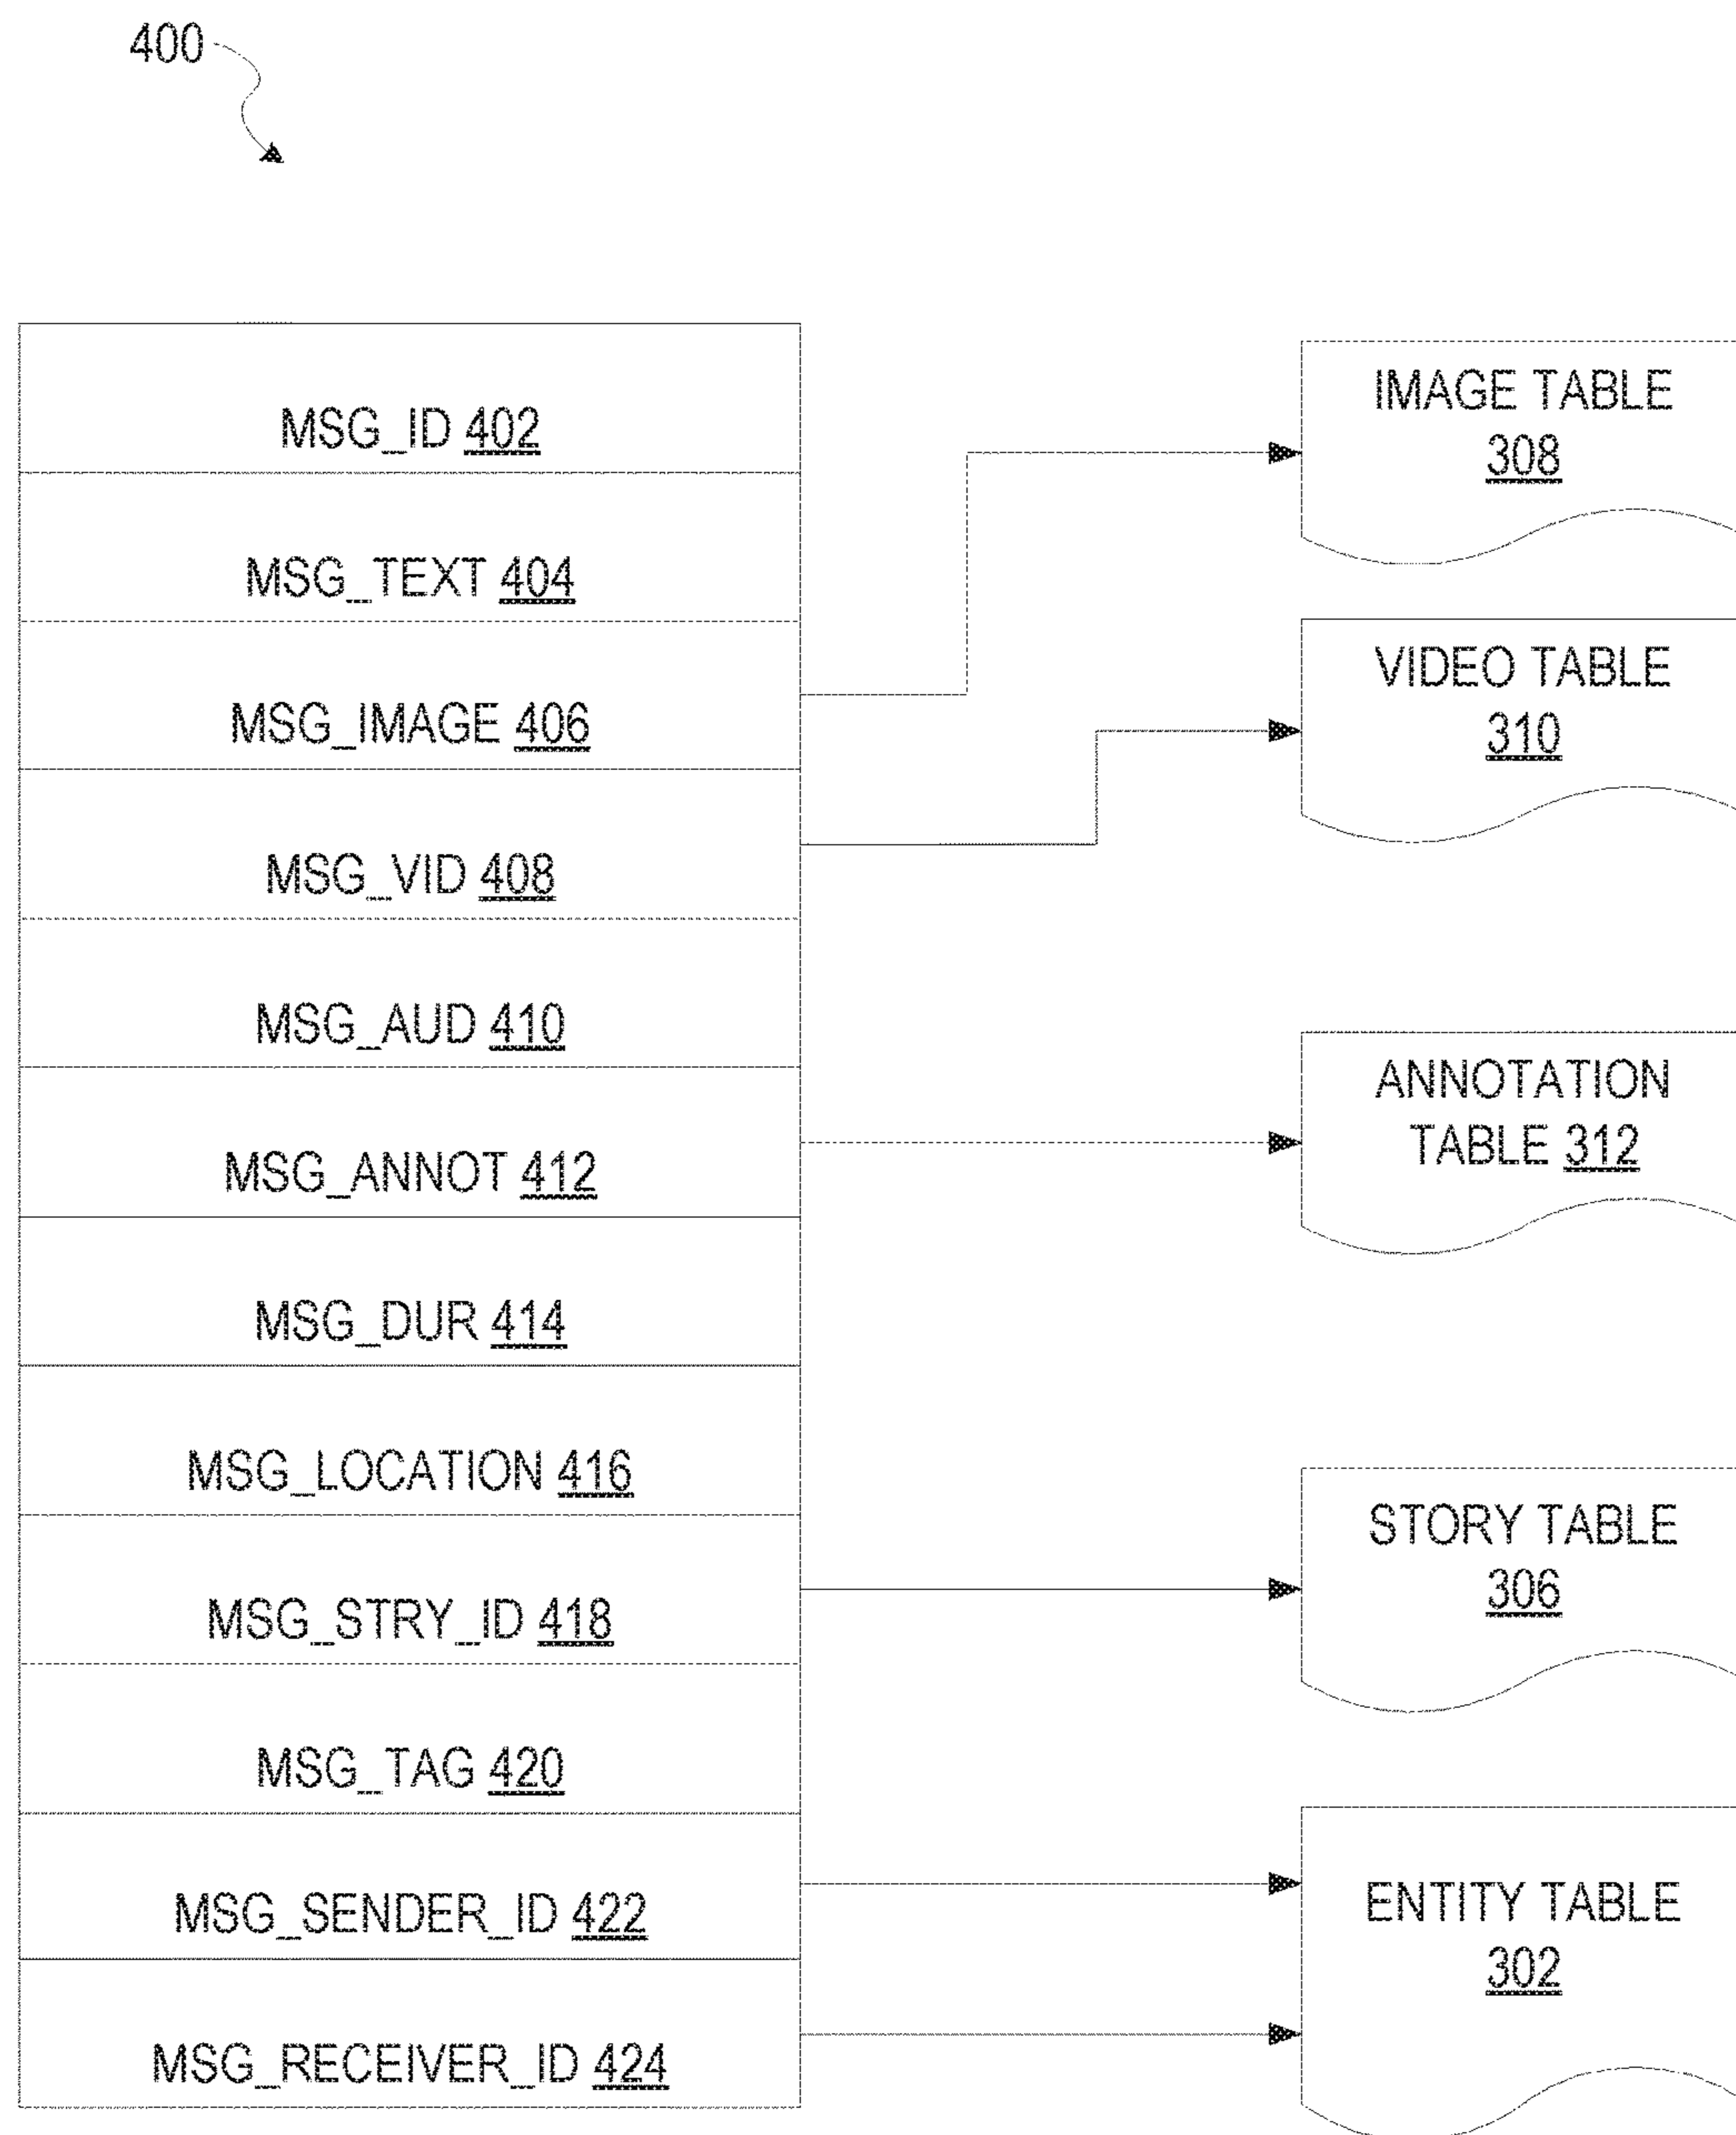 400
MSG_ID 402
MSG_TEXT 404
MSG_IMAGE 406
MSG_VID 408
MSG_AUD 410
MSG_ANNOT 412
MSG_DUR 414
MSG_LOCATION 416
MSG_STRY_ID 418
MSG_TAG 420
MSG_SENDER_ID 422
MSG_RECEIVER_ID 424
IMAGE TABLE
308
VIDEO TABLE
310
ANNOTATION
TABLE 312
STORY TABLE
306
ENTITY TABLE
302